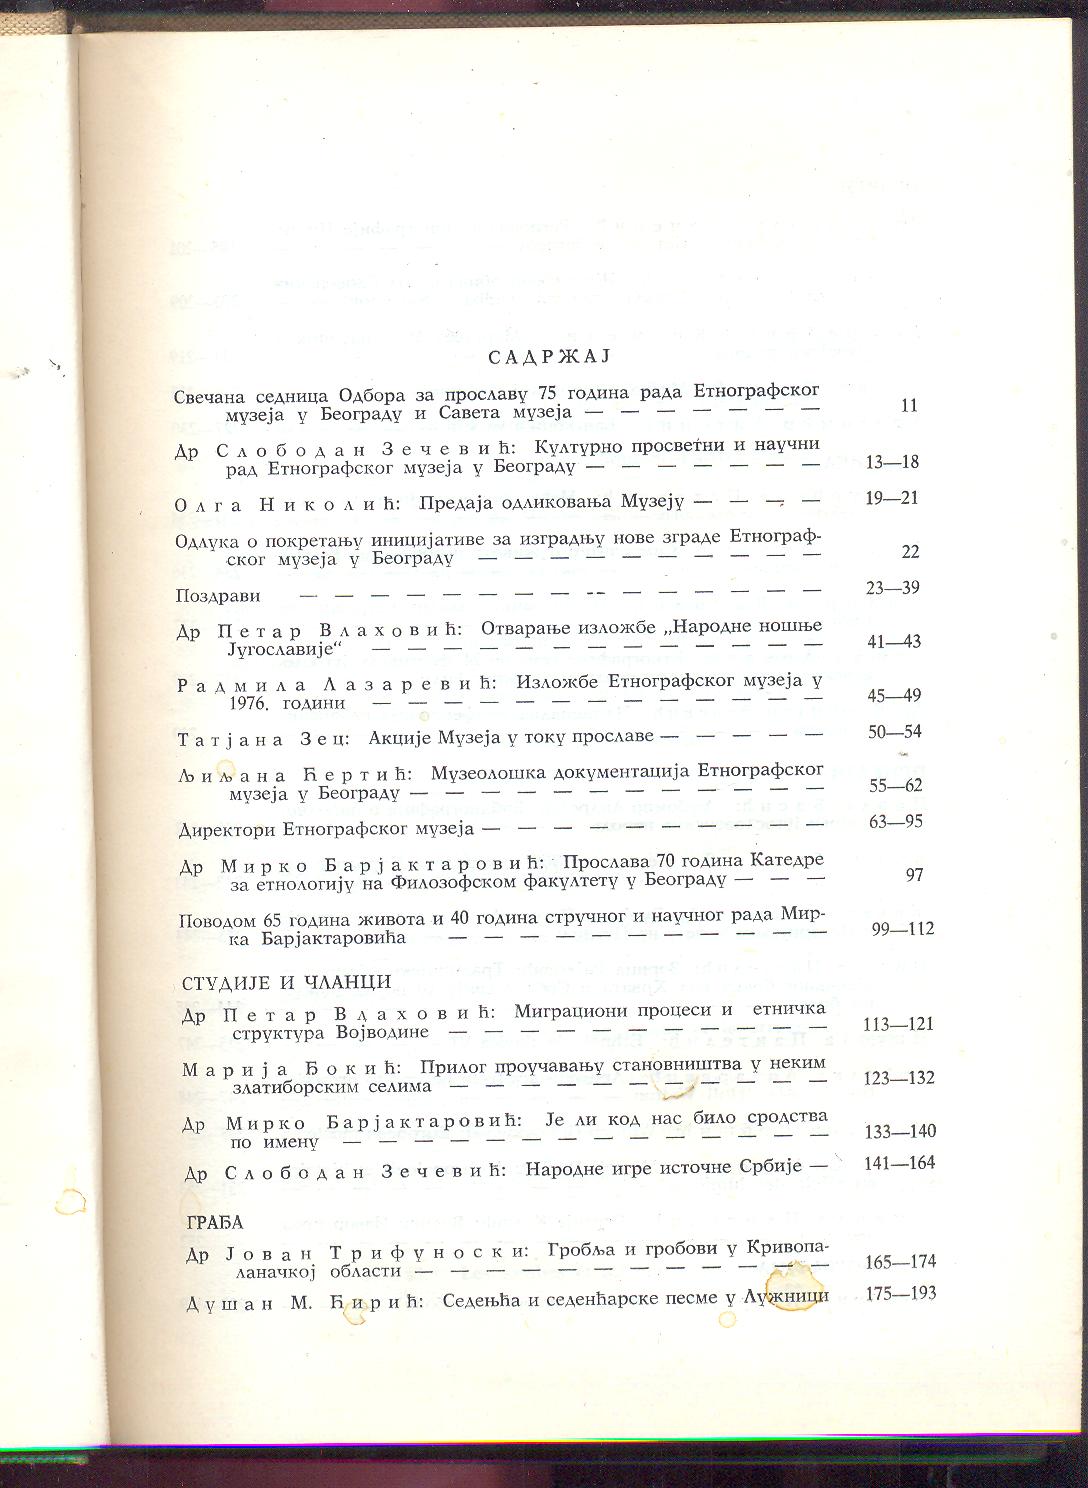 САДРЖАЈ
Свечана седница Одбора за прославу 75 година рада Етнографског
музеја у Београду и Савета музеја — — — — — — — 11
Др Слободан Зечевић: Културно просветни и научни
рад Етнографског музеја у Београду — — — — — — — 13—18
Олга Николић: Предаја одликовања Музеју — — — — 19—21
Одлука о покретању иницијативе за изградњу нове зграде Етнограф-
ског музеја у Београду — — — — — — — — — — 22
Поздрави — — — — — — — — -- — — — — — — 23—39
Др Петар Влаховић: Отварање изложбе „Народне ношње
Југославије“ — — — — — — — — — — — — — 41—43
Радмила Лазаревић: Изложбе Етнографског музеја у
1976. години — — — — — — — — — — — — — 45—49
Татјана Зец: Акције Музеја у току прославе — — — — — 50—54
Љиљана Ћертић: Музеолошка документација Етнографског
музеја у Београду — — — — — — — — — — — — 55—62
Директори Етнографског музеја — — — — — — — — — — 63—95
Др Мирко Барјактаровић: Прослава 70 година Катедре
за етнологију на Филозофском факултету у Београду — — — 97
Поводом 65 година живота и 40 година стручног и научног рада Мир-
ка Барјактаровића — — — — — — — — — — — 99—112
СТУДИЈЕ И ЧЛАНЦИ
Др Петар Влаховић: Миграциони процеси и етничка
структура Војводине — — — — — — — — — — — 113—121
Марија Ђокић: Прилог проучавању становништва у неким
златиборским селима — — — — — — — — — — — 123—132
Др Мирко Барјактаровић: Је ли код нас било сродства
по имену — — — — — — — — — — — — — — 133—140
Др Слободан Зечевић: Народне игре источне Србије — 141—164
ГРАЂА
Др Јован Трифуноски: Гробља и гробови у Кривопа-
ланачкој области — — — — — — — — — — — — 165—174
Душан М. Ћирић: Седењћа и седенћарске песме у Лужници 175—193